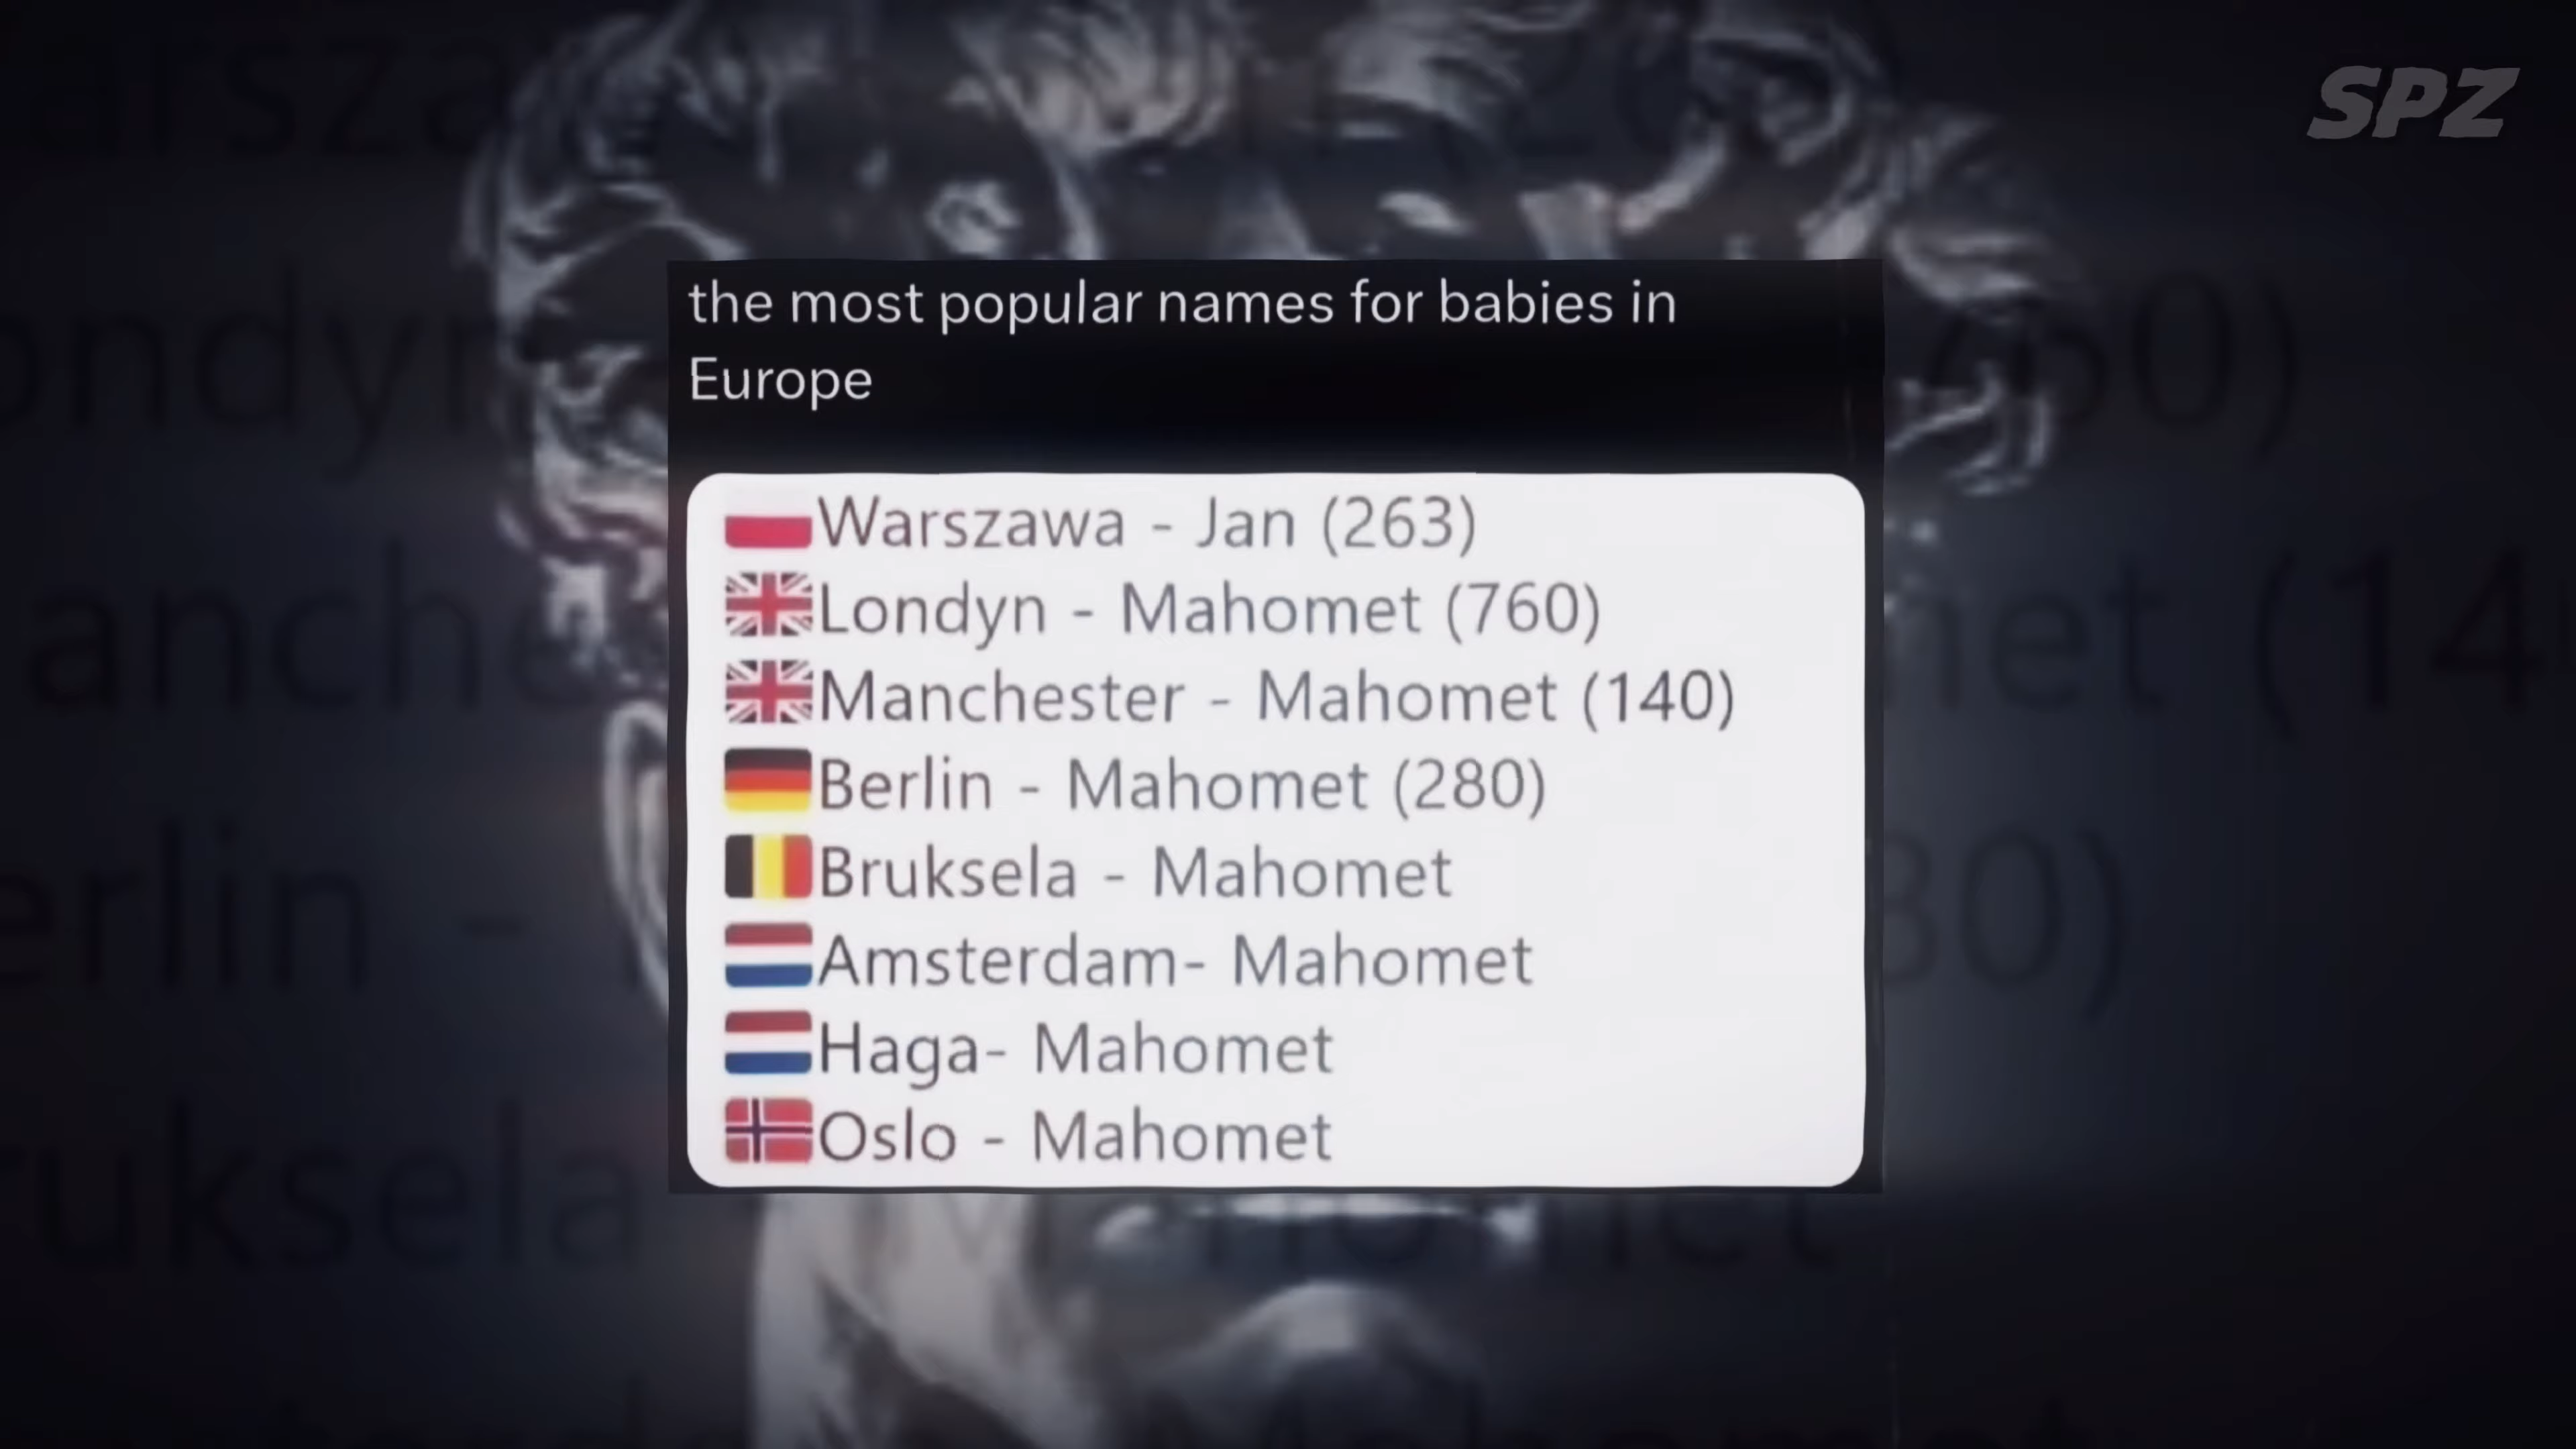 SPZ
the most popular names for babies in
Europe
Warszawa - Jan (263)
Londyn - Mahomet (760)
Manchester - Mahomet (140)
Berlin - Mahomet (280)
Bruksela - Mahomet
Amsterdam- Mahomet
Haga- Mahomet
Oslo - Mahomet